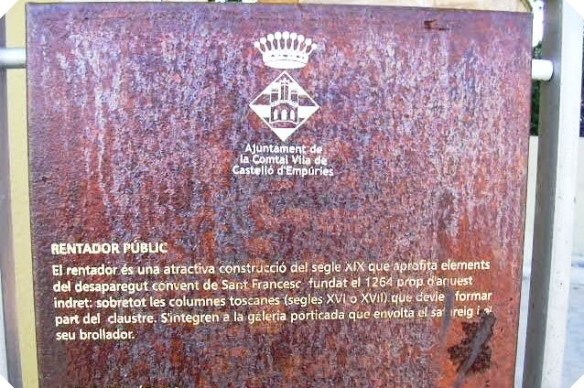 Ajuntament de
la Comtal Vila de
Castelló d'Empúries
RENTADOR PÚBLIC
El rentador és una atractiva construcció del segle XIX que aprofita elements
del desaparegut convent de Sant Francesc fundat el 1264 prop d'aquest
indret: sobretot les columnes toscanes (segles XVI o XVII) que devien formar
part del claustre. S'integren a la galeria porticada que envolta el safareig i el
seu brollador.